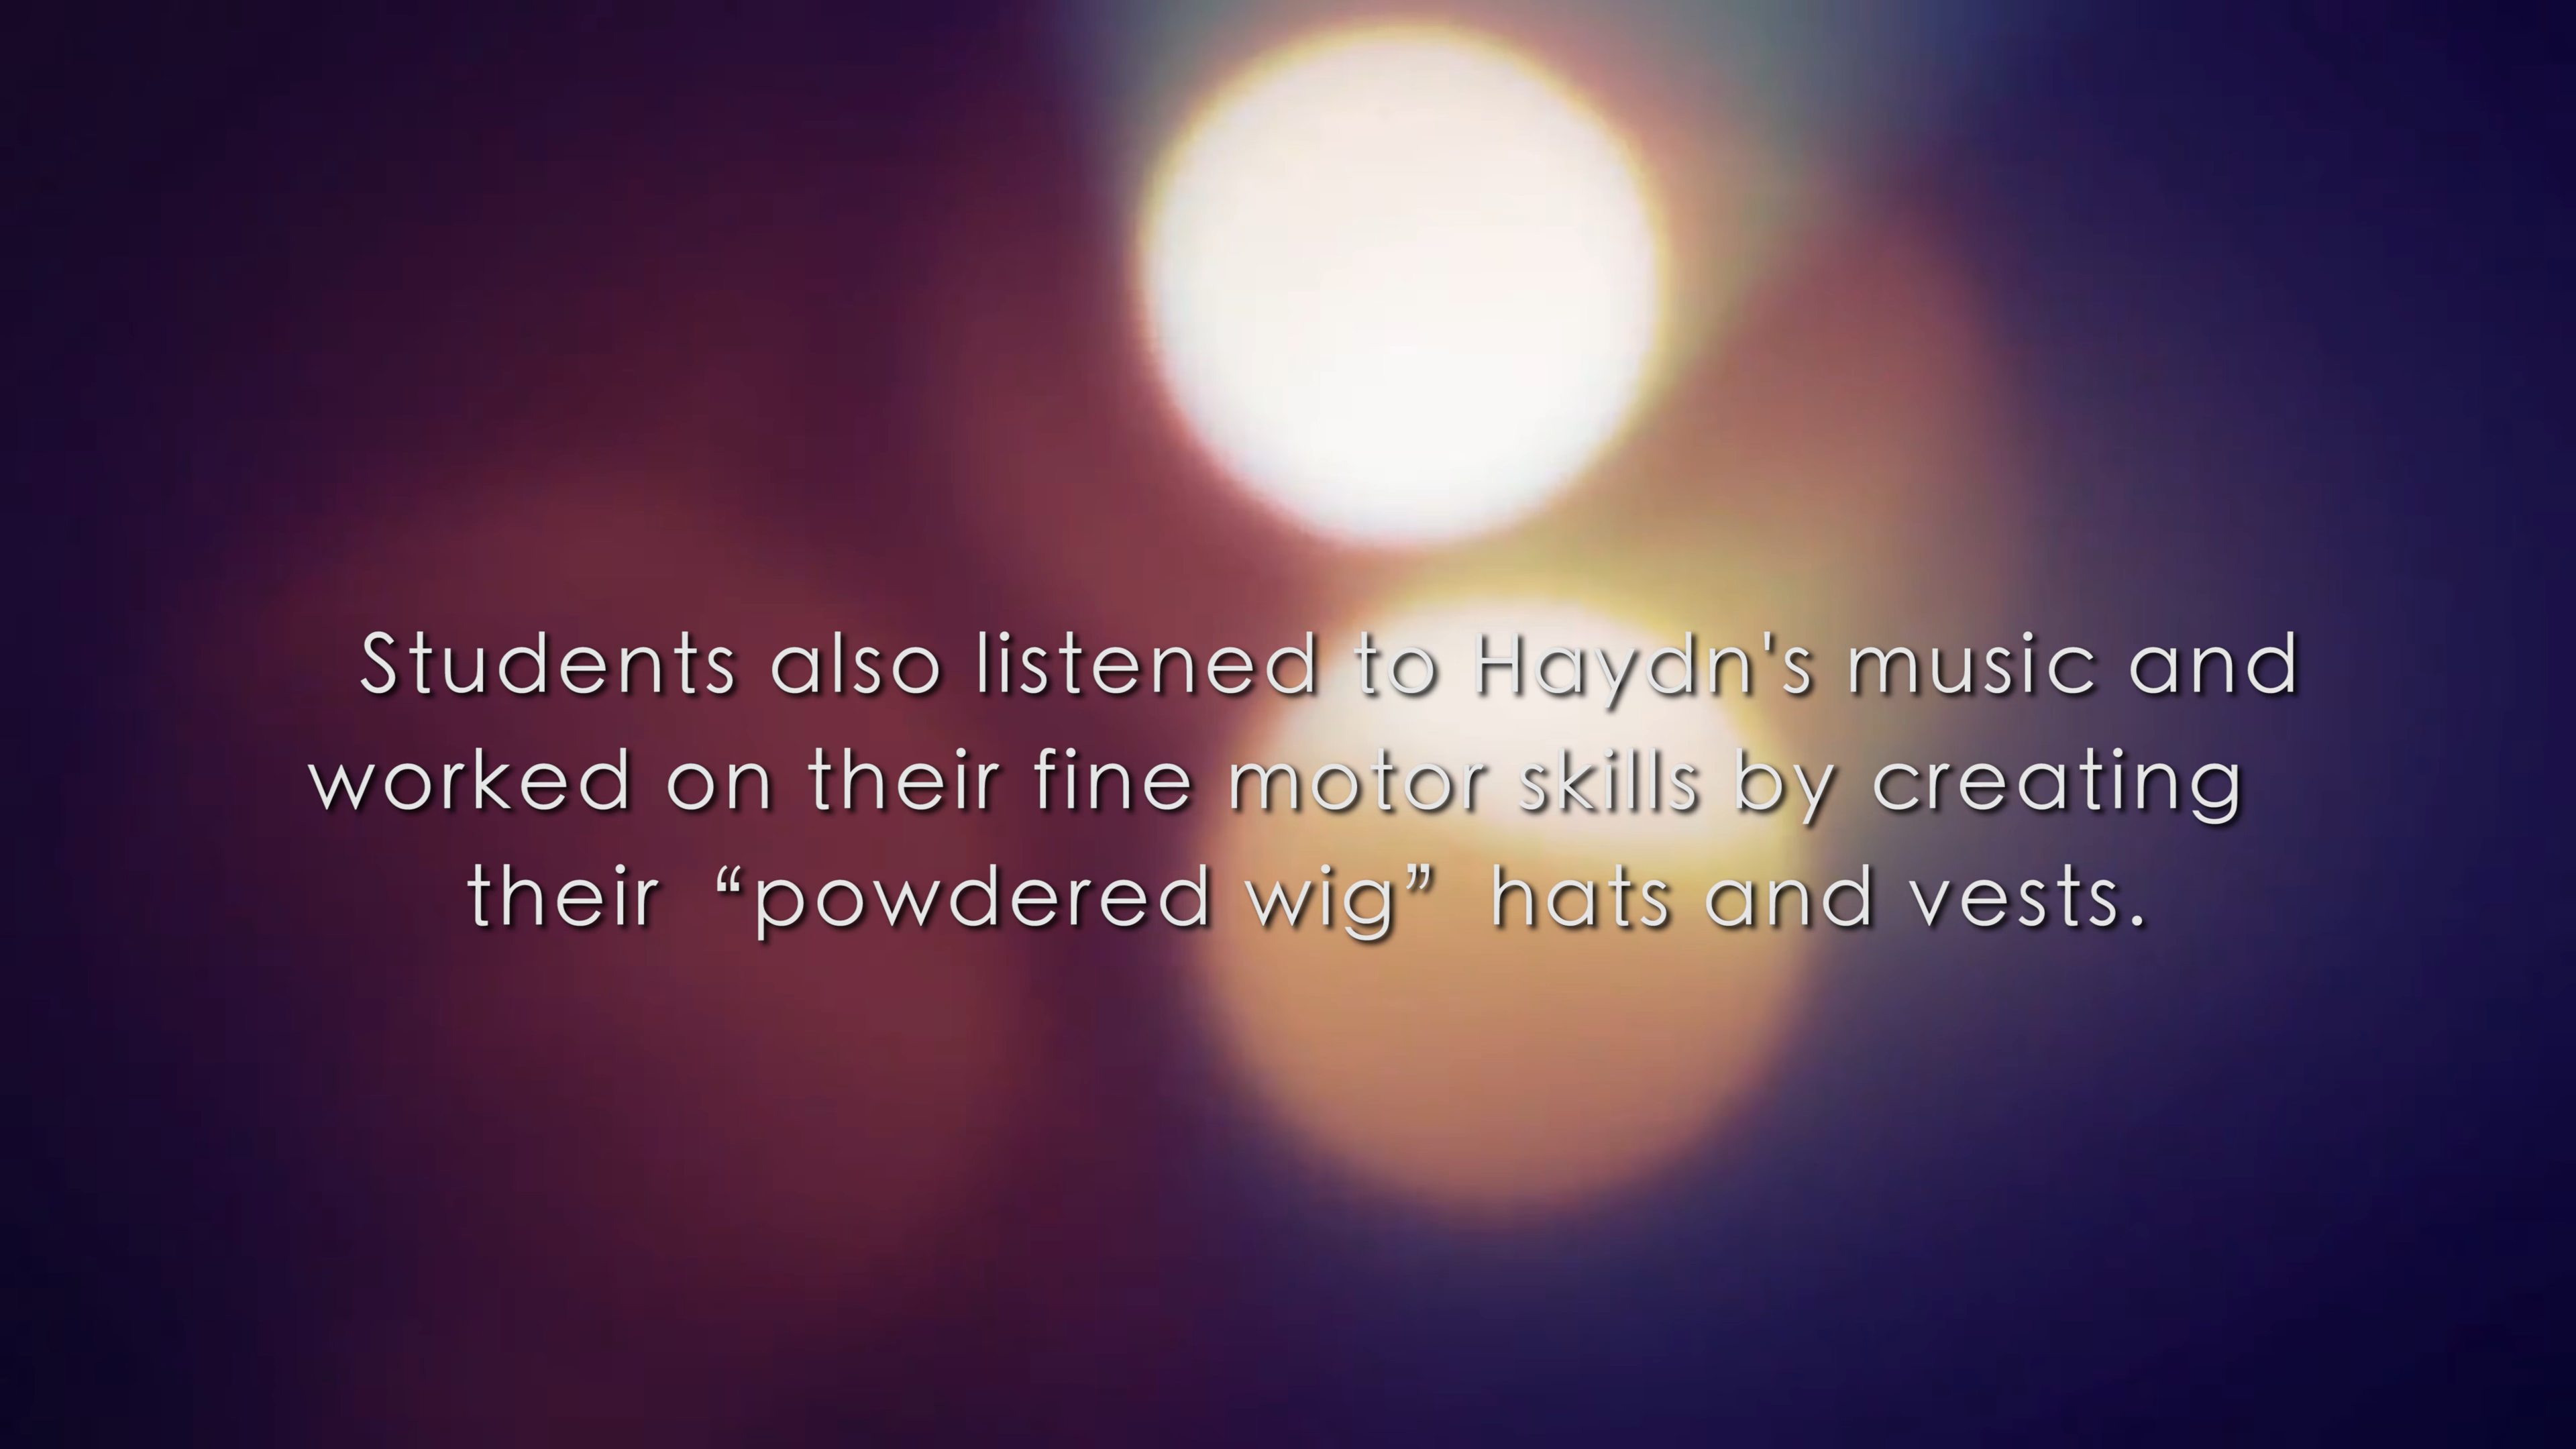 Students also listened to Haydn's music and
worked on their fine motor skills by creating
their “powdered wig” hats and vests.